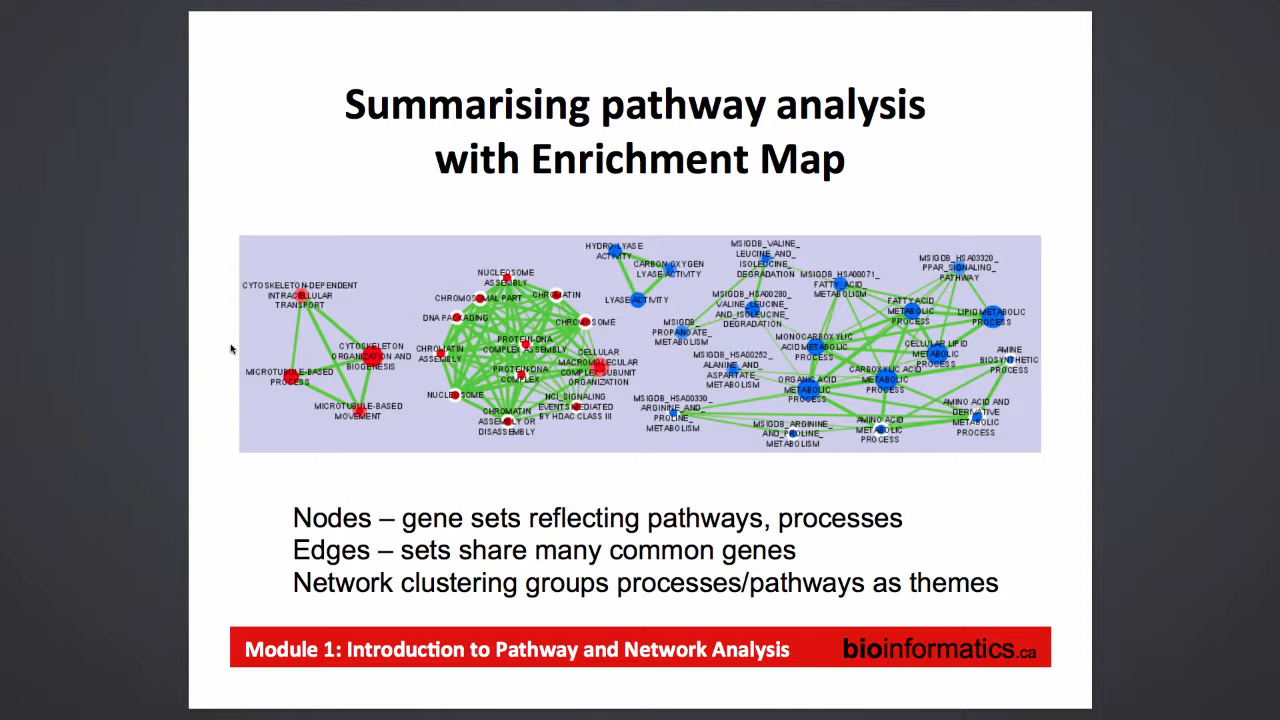 Summarising pathway analysis
with Enrichment Map
CYTOSKELETON-DEPENDENT
INTRACELLULAR
TRANSPORT
CYTOSKELETON
ORGANIZATION AND
BIOGENESIS
MICROTUBULE-BASED
PROCESS
MICROTUBULE-BASED
MOVEMENT
NUCLEOSOME
ASSEMBLY
CHROMOSOMAL PART
CHROMATIN
DNA PACKAGING
CHROMOSOME
PROTEIN-DNA
COMPLEX ASSEMBLY
CHROMATIN
ASSEMBLY
CELLULAR
MACROMOLECULAR
COMPLEX SUBUNIT
ORGANIZATION
PROTEIN-DNA
COMPLEX
NUCLEOSOME
NCI_SIGNALING
EVENTS MEDIATED
BY HDAC CLASS III
CHROMATIN
ASSEMBLY OR
DISASSEMBLY
HYDRO-LYASE
ACTIVITY
CARBON-OXYGEN
LYASE ACTIVITY
LYASE ACTIVITY
MSIGDB_VALINE_
LEUCINE_AND_
ISOLEUCINE_
DEGRADATION
MSIGDB_HSA00280_
VALINE_LEUCINE_
AND_ISOLEUCINE_
DEGRADATION
MSIGDB_
PROPANOATE_
METABOLISM
MSIGDB_HSA00071_
FATTY_ACID
METABOLISM
MSIGDB_HSA03320_
PPAR_SIGNALING_
PATHWAY
FATTY ACID
METABOLIC
PROCESS
LIPID METABOLIC
PROCESS
MONOCARBOXYLIC
ACID METABOLIC
PROCESS
CELLULAR LIPID
METABOLIC
PROCESS
AMINE
BIOSYNTHETIC
PROCESS
MSIGDB_HSA00252_
ALANINE_AND_
ASPARTATE_
METABOLISM
ORGANIC ACID
METABOLIC
PROCESS
CARBOXYLIC ACID
METABOLIC
PROCESS
MSIGDB_HSA00330_
ARGININE_AND_
PROLINE_
METABOLISM
MSIGDB_ARGININE_
AND_PROLINE_
METABOLISM
AMINO ACID
METABOLIC
PROCESS
AMINO ACID AND
DERIVATIVE
METABOLIC
PROCESS
Nodes – gene sets reflecting pathways, processes
Edges – sets share many common genes
Network clustering groups processes/pathways as themes
Module 1: Introduction to Pathway and Network Analysis
bioinformatics.ca